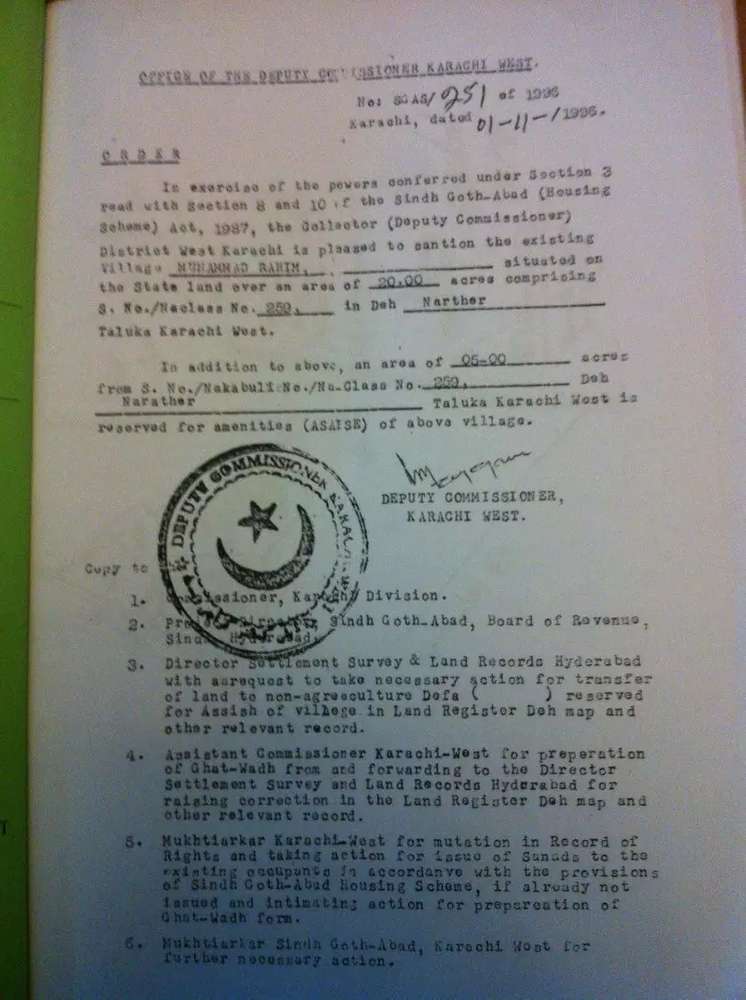 OFFICE OF THE DEPUTY COMMISSIONER KARACHI WEST.
No: SGAS/251 of 1996
Karachi, dated 01-11-/1996.
ORDER
In exercise of the powers conferred under Section 3
read with Section 8 and 10 of the Sindh Goth-Abad (Housing
Scheme) Act, 1987, the Collector (Deputy Commissioner)
District West Karachi is pleased to santion the existing
Village MUHAMMAD RAHIM, situated on
the State land over an area of 20.00 acres comprising
S. No./Naclass No. 259, in Deh Narther
Taluka Karachi West.
In addition to above, an area of 05-00 acres
from S. No./Nakabuli No./Na-Class No. 259, Deh
Narather Taluka Karachi West is
reserved for amenities (ASAISE) of above village.
DEPUTY COMMISSIONER,
KARACHI WEST.
DEPUTY COMMISSIONER KARACHI
Copy to
1. Commissioner, Karachi Division.
2. Sindh Goth-Abad, Board of Revenue,
Sindh Hyderabad.
3. Director Settlement Survey & Land Records Hyderabad
with aarequest to take necessary action for transfer
of land to non-agreeculture Defa ( ) reserved
for Assish of village in Land Register Deh map and
other relevant record.
4. Assistant Commissioner Karachi-West for preperation
of Ghat-Wadh from and forwarding to the Director
Settlement Survey and Land Records Hyderabad for
raising correction in the Land Register Deh map and
other relevant record.
5. Mukhtiarkar Karachi-West for mutation in Record of
Rights and taking action for issue of Sanads to the
existing occupants in accordanve with the provisions
of Sindh Goth-Abad Housing Scheme, if already not
issued and intimating action for preparation of
Ghat-Wadh form.
6. Mukhtiarkar Sindh Goth-Abad, Karachi West for
further necessary action.